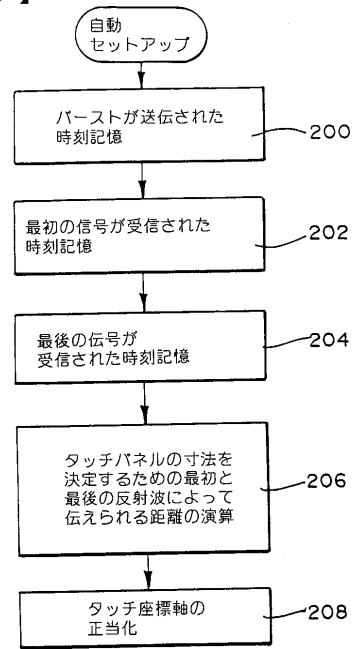 自動
セットアップ
バーストが送伝された
時刻記憶
200
最初の信号が受信された
時刻記憶
202
最後の伝号が
受信された時刻記憶
204
タッチパネルの寸法を
決定するための最初と
最後の反射波によって
伝えられる距離の演算
206
タッチ座標軸の
正当化
208